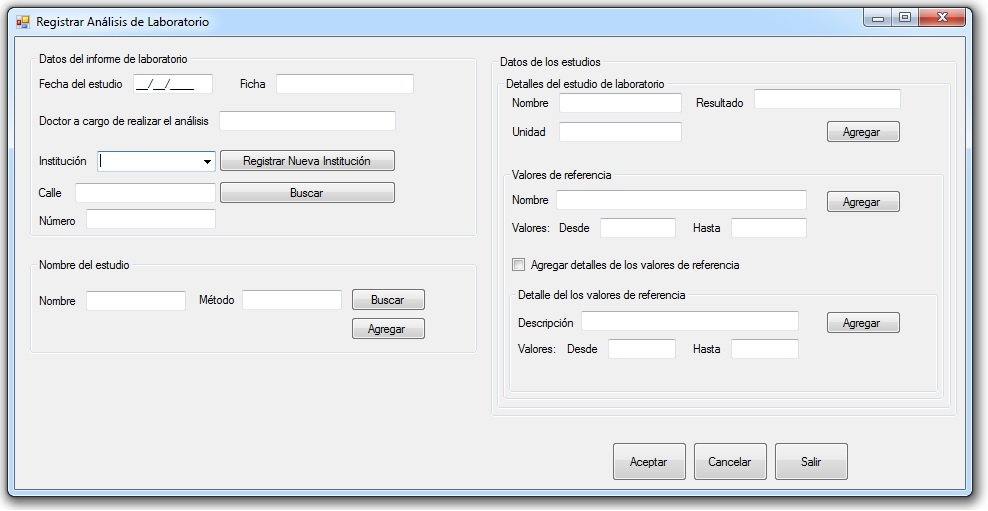 Registrar Análisis de Laboratorio
Datos del informe de laboratorio
Fecha del estudio __/__/____ Ficha
Doctor a cargo de realizar el análisis
Institución Registrar Nueva Institución
Calle Buscar
Número
Nombre del estudio
Nombre Método Buscar
Agregar
Datos de los estudios
Detalles del estudio de laboratorio
Nombre Resultado
Unidad Agregar
Valores de referencia
Nombre Agregar
Valores: Desde Hasta
Agregar detalles de los valores de referencia
Detalle del los valores de referencia
Descripción Agregar
Valores: Desde Hasta
Aceptar Cancelar Salir